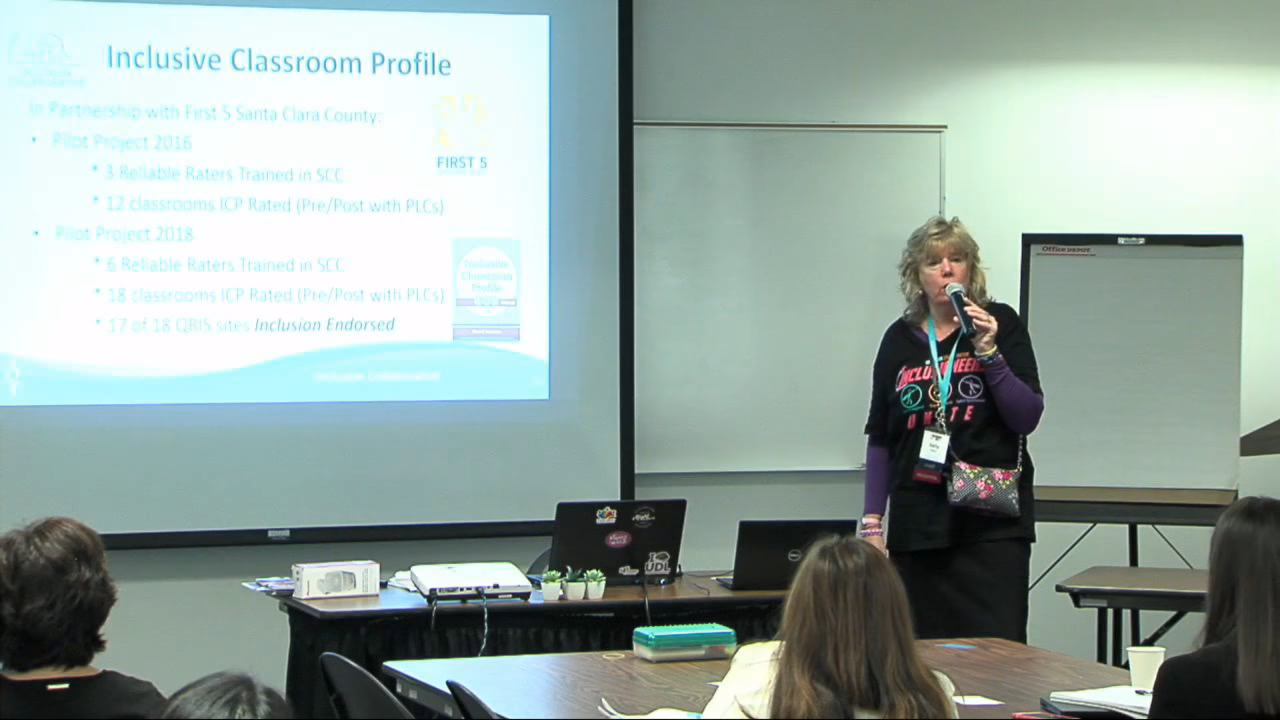 Inclusive Classroom Profile
In Partnership with First 5 Santa Clara County:
• Pilot Project 2016
* 3 Reliable Raters Trained in SCC
* 12 classrooms ICP Rated (Pre/Post with PLCs)
• Pilot Project 2018
* 6 Reliable Raters Trained in SCC
* 18 classrooms ICP Rated (Pre/Post with PLCs)
* 17 of 18 QRIS sites Inclusion Endorsed
FIRST 5
Inclusive
Classroom
Profile
Inclusion Collaborative
Office DEPOT
UNITE
I
UDL
DELL